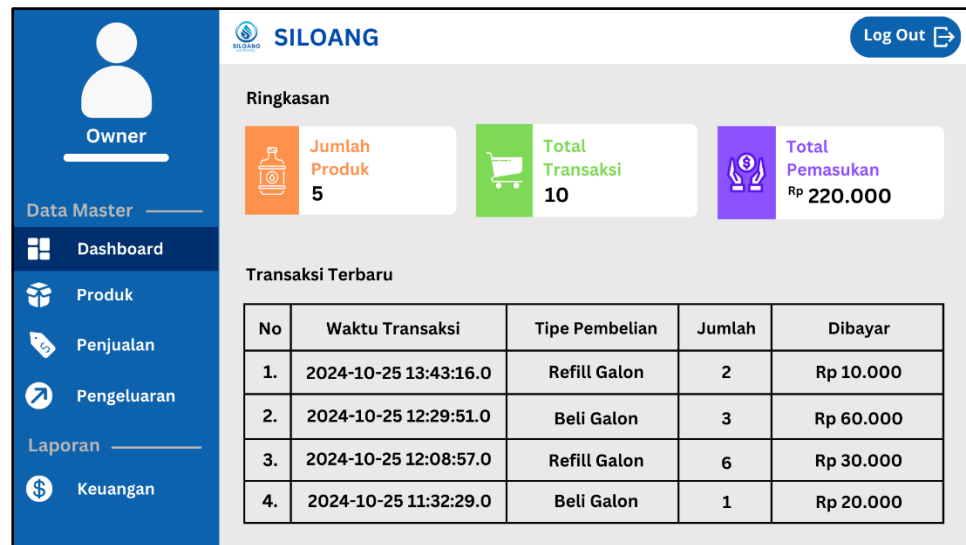 Owner
Data Master
Dashboard
Produk
Penjualan
Pengeluaran
Laporan
Keuangan
SILOANG
SILOANG
Log Out
Ringkasan
Jumlah
Produk
5
Total
Transaksi
10
Total
Pemasukan
Rp 220.000
Transaksi Terbaru
No Waktu Transaksi Tipe Pembelian Jumlah Dibayar
1. 2024-10-25 13:43:16.0 Refill Galon 2 Rp 10.000
2. 2024-10-25 12:29:51.0 Beli Galon 3 Rp 60.000
3. 2024-10-25 12:08:57.0 Refill Galon 6 Rp 30.000
4. 2024-10-25 11:32:29.0 Beli Galon 1 Rp 20.000